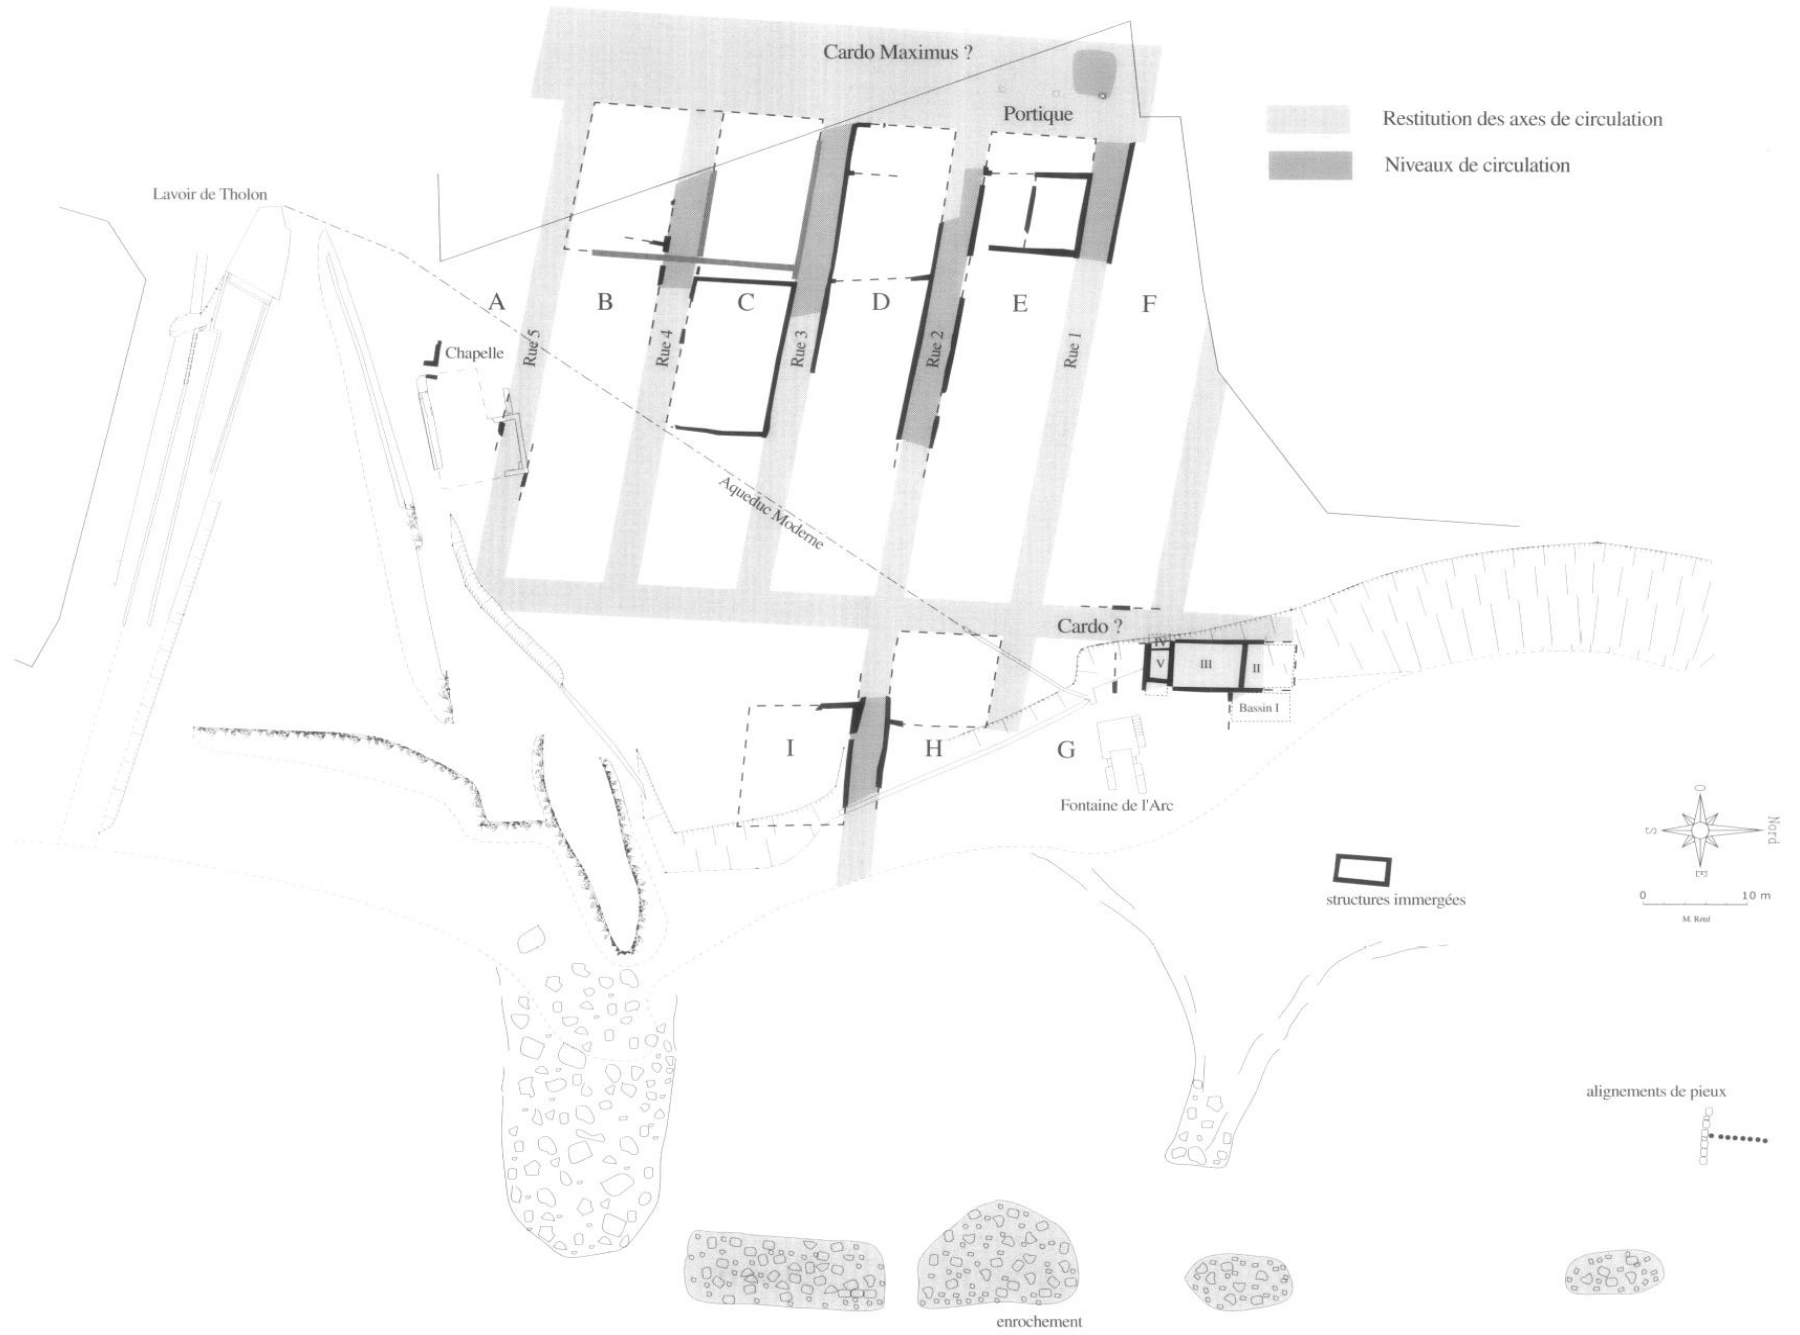 Cardo Maximus ?
Portique
Restitution des axes de circulation
Niveaux de circulation
Lavoir de Tholon
A
B
C
D
E
F
Chapelle
Rue 5
Rue 4
Rue 3
Rue 2
Rue 1
Aqueduc Moderne
Cardo ?
IV
V
III
II
Bassin I
I
H
G
Fontaine de l'Arc
O
S
Nord
E
0 10 m
M. Rétif
structures immergées
alignements de pieux
enrochement